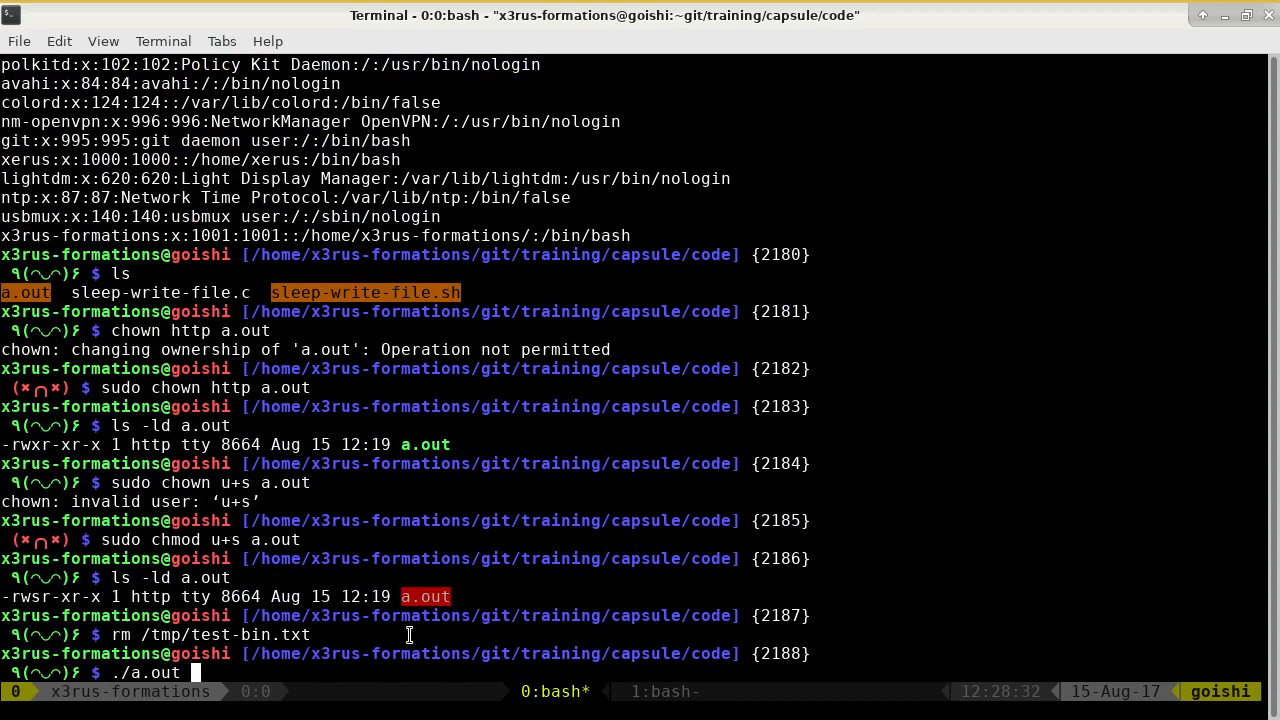 Terminal - 0:0:bash - "x3rus-formations@goishi:~git/training/capsule/code"
File Edit View Terminal Tabs Help
polkitd:x:102:102:Policy Kit Daemon:/:/usr/bin/nologin
avahi:x:84:84:avahi:/:/bin/nologin
colord:x:124:124::/var/lib/colord:/bin/false
nm-openvpn:x:996:996:NetworkManager OpenVPN:/:/usr/bin/nologin
git:x:995:995:git daemon user:/:/bin/bash
xerus:x:1000:1000::/home/xerus:/bin/bash
lightdm:x:620:620:Light Display Manager:/var/lib/lightdm:/usr/bin/nologin
ntp:x:87:87:Network Time Protocol:/var/lib/ntp:/bin/false
usbmux:x:140:140:usbmux user:/:/sbin/nologin
x3rus-formations:x:1001:1001::/home/x3rus-formations/:/bin/bash
x3rus-formations@goishi [/home/x3rus-formations/git/training/capsule/code] {2180}
٩(◠◡◠)۶ $ ls
a.out sleep-write-file.c sleep-write-file.sh
x3rus-formations@goishi [/home/x3rus-formations/git/training/capsule/code] {2181}
٩(◠◡◠)۶ $ chown http a.out
chown: changing ownership of 'a.out': Operation not permitted
x3rus-formations@goishi [/home/x3rus-formations/git/training/capsule/code] {2182}
(✖╭╮✖) $ sudo chown http a.out
x3rus-formations@goishi [/home/x3rus-formations/git/training/capsule/code] {2183}
٩(◠◡◠)۶ $ ls -ld a.out
-rwxr-xr-x 1 http tty 8664 Aug 15 12:19 a.out
x3rus-formations@goishi [/home/x3rus-formations/git/training/capsule/code] {2184}
٩(◠◡◠)۶ $ sudo chown u+s a.out
chown: invalid user: ‘u+s’
x3rus-formations@goishi [/home/x3rus-formations/git/training/capsule/code] {2185}
(✖╭╮✖) $ sudo chmod u+s a.out
x3rus-formations@goishi [/home/x3rus-formations/git/training/capsule/code] {2186}
٩(◠◡◠)۶ $ ls -ld a.out
-rwsr-xr-x 1 http tty 8664 Aug 15 12:19 a.out
x3rus-formations@goishi [/home/x3rus-formations/git/training/capsule/code] {2187}
٩(◠◡◠)۶ $ rm /tmp/test-bin.txt
x3rus-formations@goishi [/home/x3rus-formations/git/training/capsule/code] {2188}
٩(◠◡◠)۶ $ ./a.out
0 x3rus-formations 0:0 0:bash* 1:bash- 12:28:32 15-Aug-17 goishi